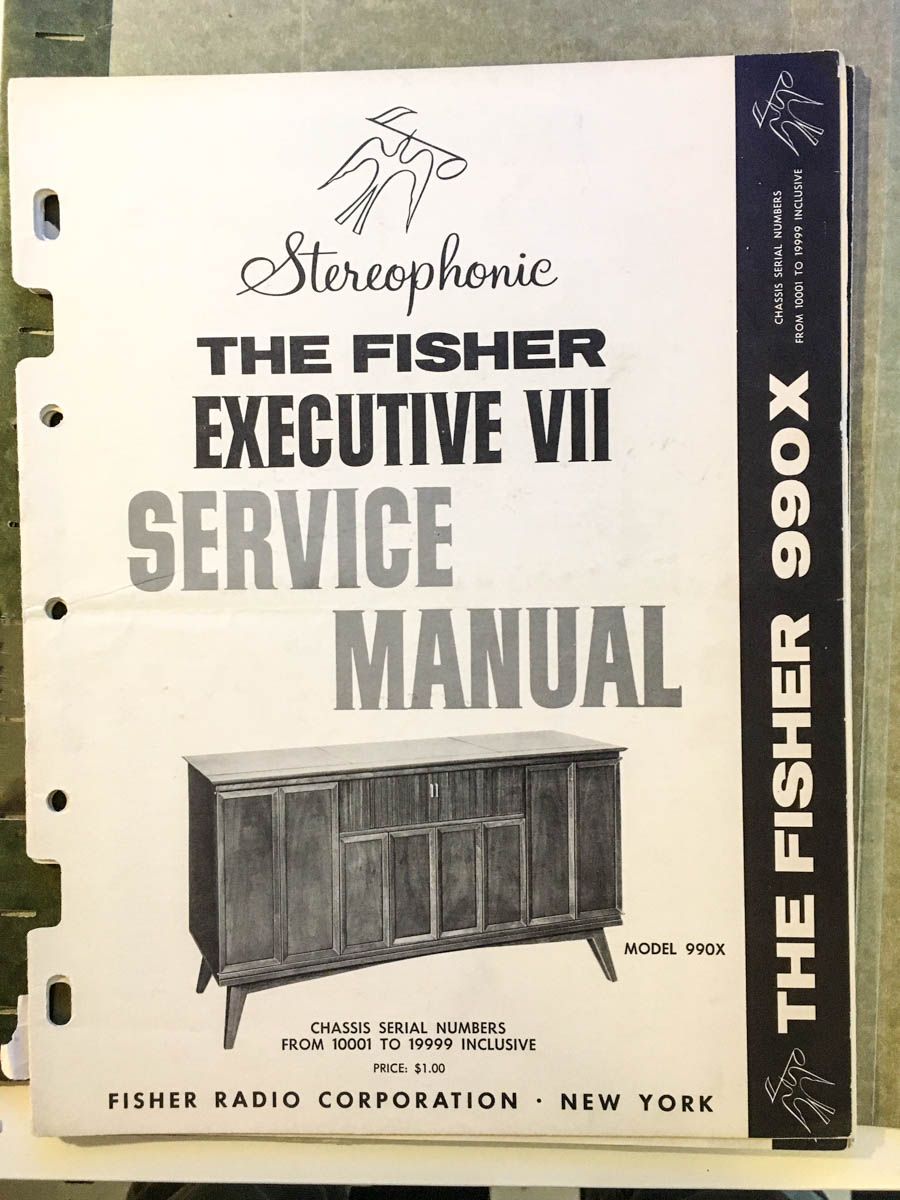 Stereophonic
THE FISHER
EXECUTIVE VII
SERVICE
MANUAL
MODEL 990X
CHASSIS SERIAL NUMBERS
FROM 10001 TO 19999 INCLUSIVE
PRICE: $1.00
FISHER RADIO CORPORATION · NEW YORK
CHASSIS SERIAL NUMBERS
FROM 10001 TO 19999 INCLUSIVE
THE FISHER 990X